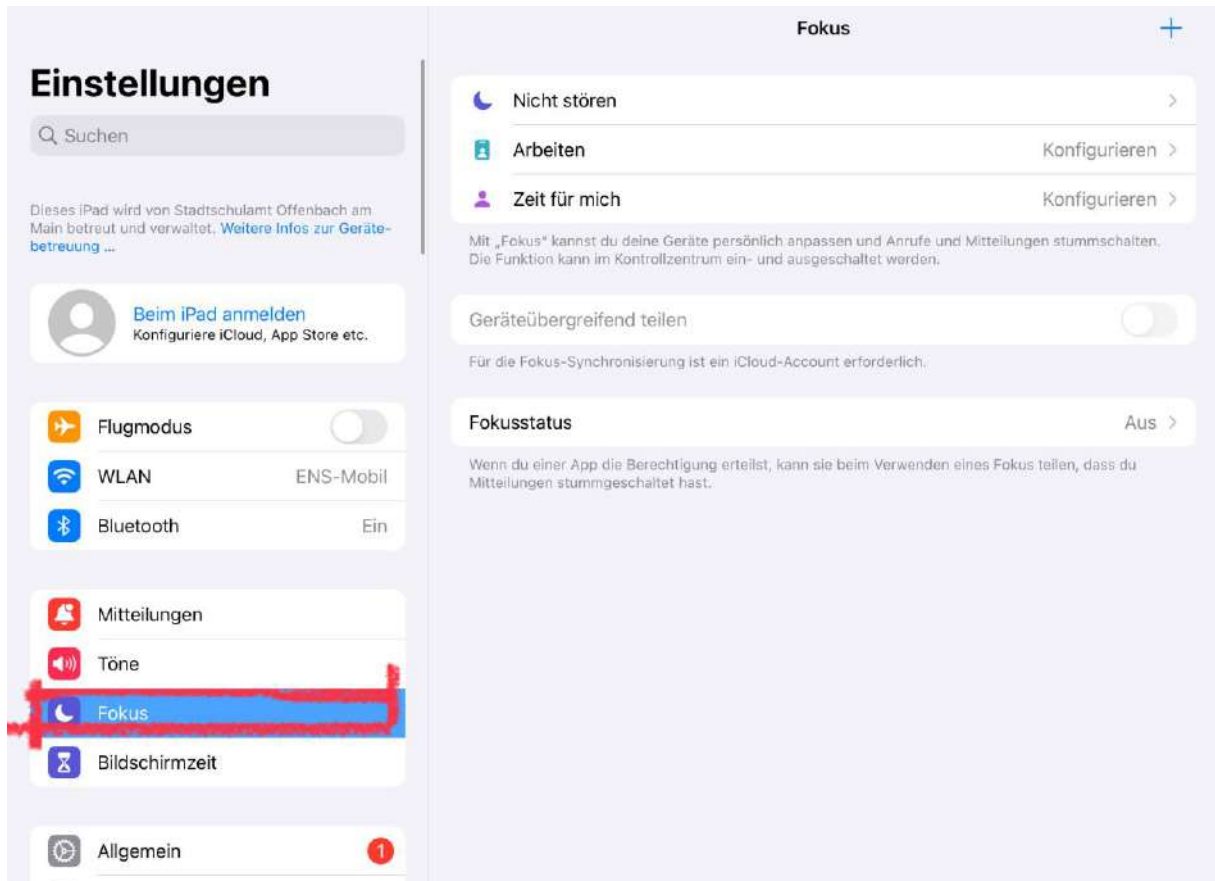 Einstellungen
Suchen
Dieses iPad wird von Stadtschulamt Offenbach am
Main betreut und verwaltet. Weitere Infos zur Geräte-
betreuung ...
Beim iPad anmelden
Konfiguriere iCloud, App Store etc.
Flugmodus
WLAN ENS-Mobil
Bluetooth Ein
Mitteilungen
Töne
Fokus
Bildschirmzeit
Allgemein 1
Fokus
Nicht stören
Arbeiten Konfigurieren
Zeit für mich Konfigurieren
Mit „Fokus“ kannst du deine Geräte persönlich anpassen und Anrufe und Mitteilungen stummschalten.
Die Funktion kann im Kontrollzentrum ein- und ausgeschaltet werden.
Geräteübergreifend teilen
Für die Fokus-Synchronisierung ist ein iCloud-Account erforderlich.
Fokusstatus Aus
Wenn du einer App die Berechtigung erteilst, kann sie beim Verwenden eines Fokus teilen, dass du
Mitteilungen stummgeschaltet hast.